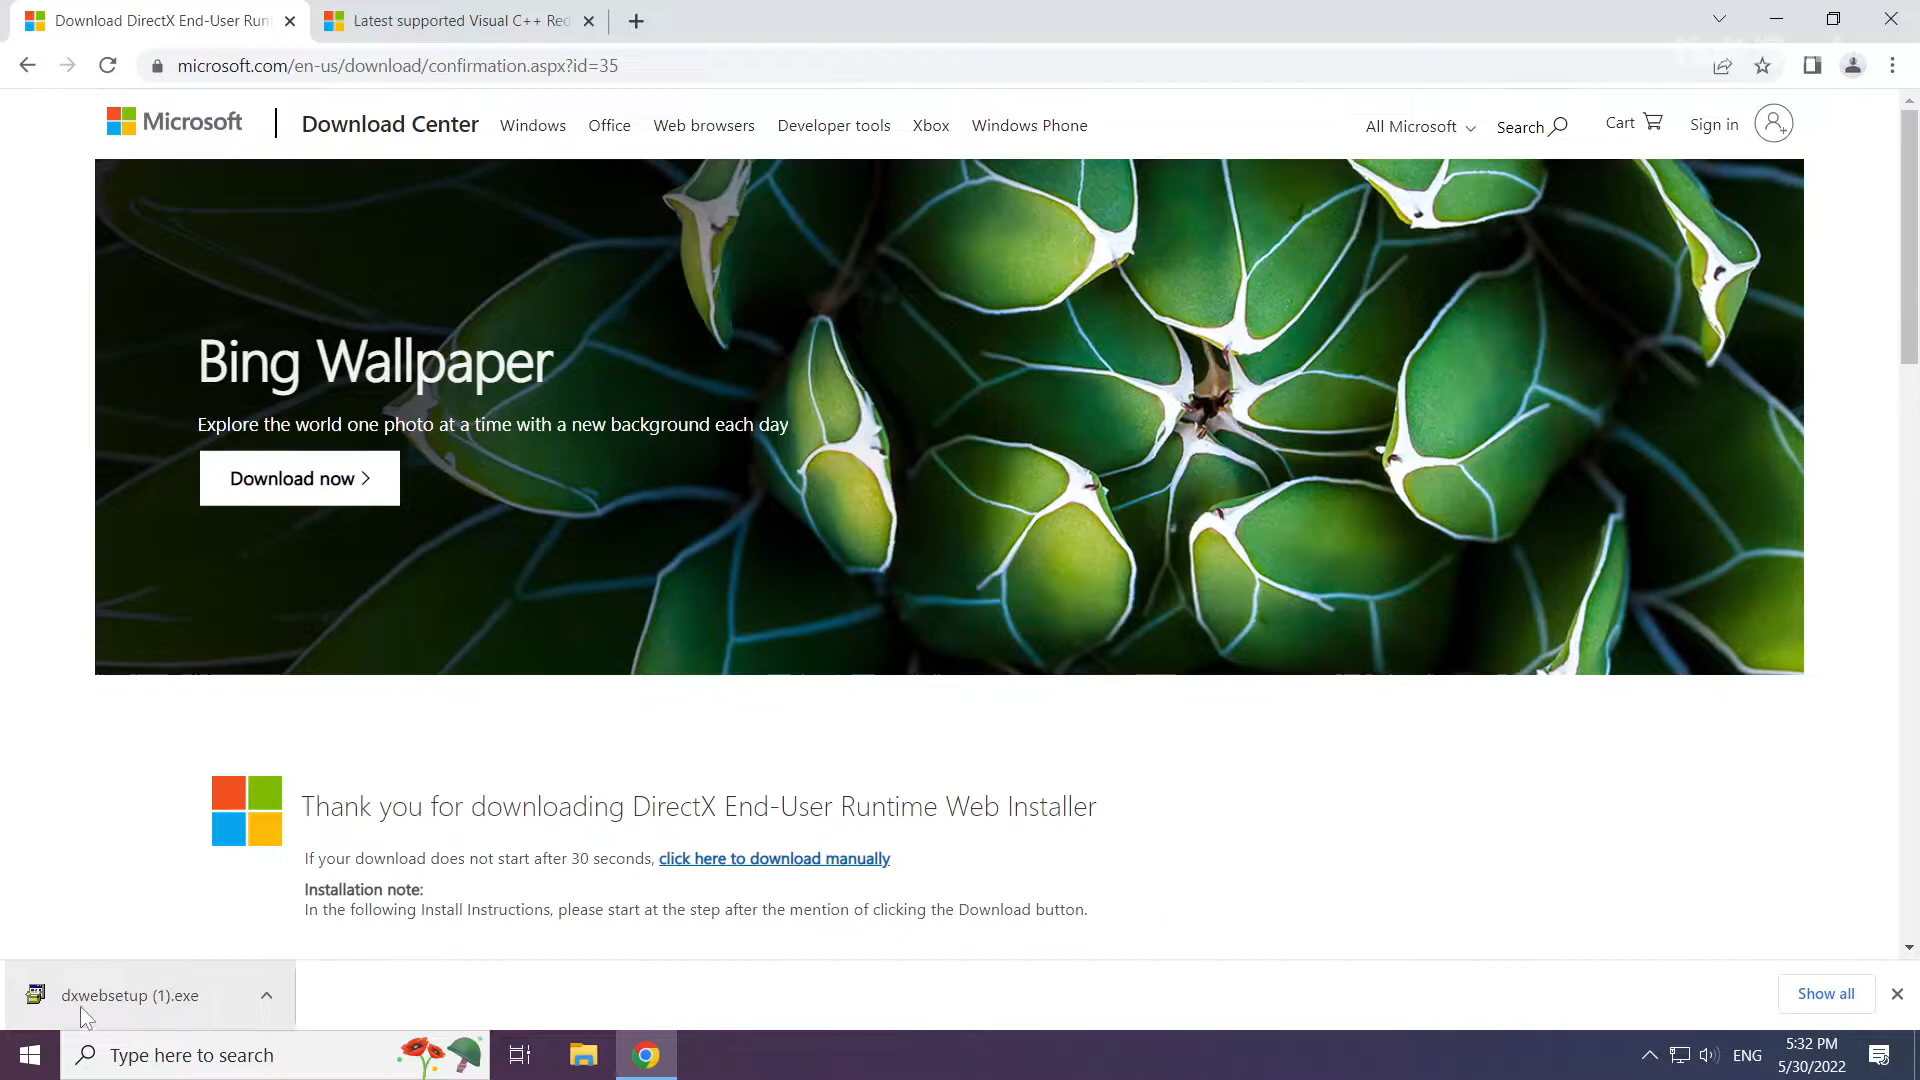 Download DirectX End-User Run
Latest supported Visual C++ Red
microsoft.com/en-us/download/confirmation.aspx?id=35
Microsoft
Download Center
Windows
Office
Web browsers
Developer tools
Xbox
Windows Phone
All Microsoft
Search
Cart
Sign in
Bing Wallpaper
Explore the world one photo at a time with a new background each day
Download now
Thank you for downloading DirectX End-User Runtime Web Installer
If your download does not start after 30 seconds, click here to download manually
Installation note:
In the following Install Instructions, please start at the step after the mention of clicking the Download button.
dxwebsetup (1).exe
Show all
Type here to search
ENG
5:32 PM
5/30/2022